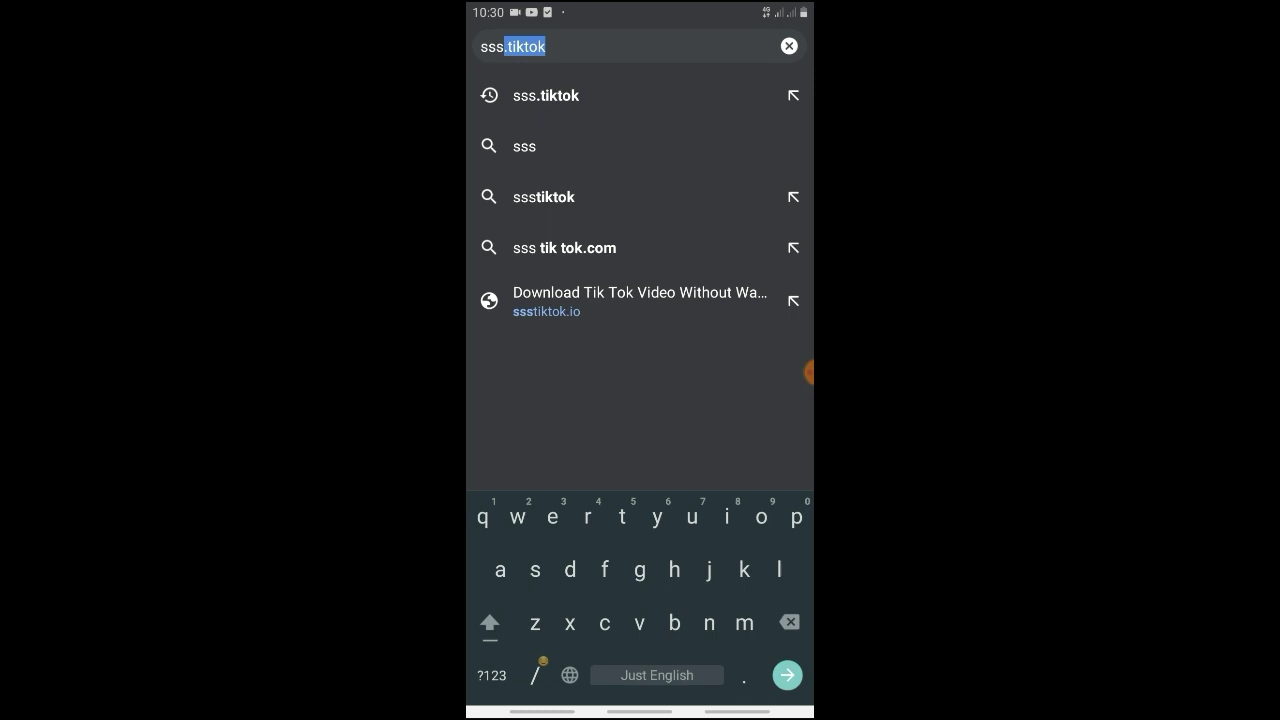 10:30 4G
sss.tiktok
sss.tiktok
sss
ssstiktok
sss tik tok.com
Download Tik Tok Video Without Wa...
ssstiktok.io
1 2 3 4 5 6 7 8 9 0
q w e r t y u i o p
a s d f g h j k l
z x c v b n m
?123 / Just English .